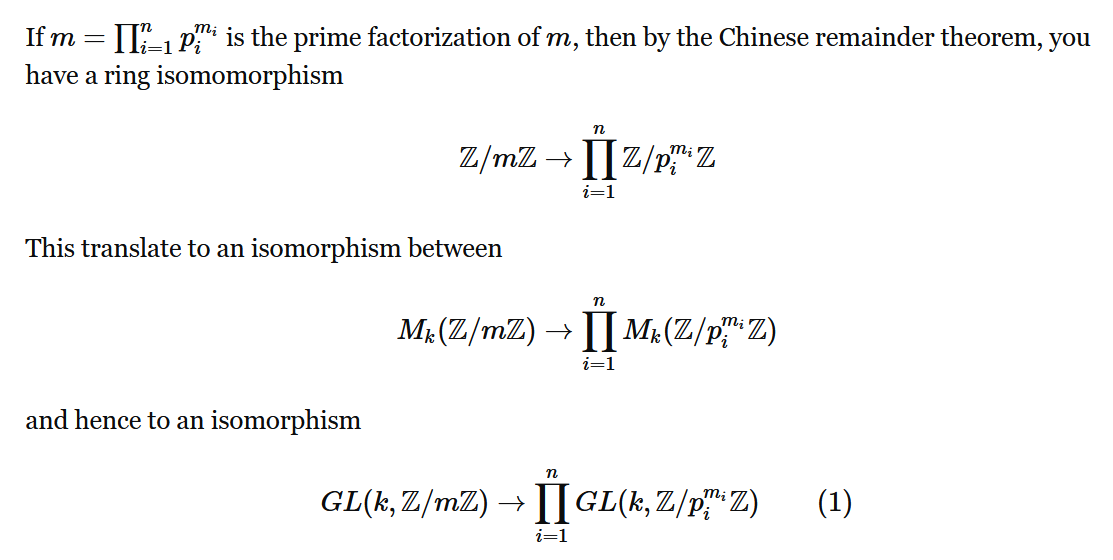 If $m = \prod_{i=1}^{n} p_i^{m_i}$ is the prime factorization of $m$, then by the Chinese remainder theorem, you
have a ring isomomorphism
$\mathbb{Z}/m\mathbb{Z} \to \prod_{i=1}^{n} \mathbb{Z}/p_i^{m_i}\mathbb{Z}$
This translate to an isomorphism between
$M_k(\mathbb{Z}/m\mathbb{Z}) \to \prod_{i=1}^{n} M_k(\mathbb{Z}/p_i^{m_i}\mathbb{Z})$
and hence to an isomorphism
$GL(k, \mathbb{Z}/m\mathbb{Z}) \to \prod_{i=1}^{n} GL(k, \mathbb{Z}/p_i^{m_i}\mathbb{Z}) \qquad (1)$